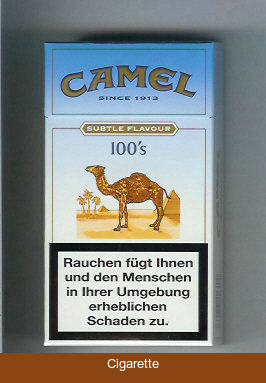 CAMEL
SINCE 1913
SUBTLE FLAVOUR
100's
Rauchen fügt Ihnen
und den Menschen
in Ihrer Umgebung
erheblichen
Schaden zu.
Cigarette